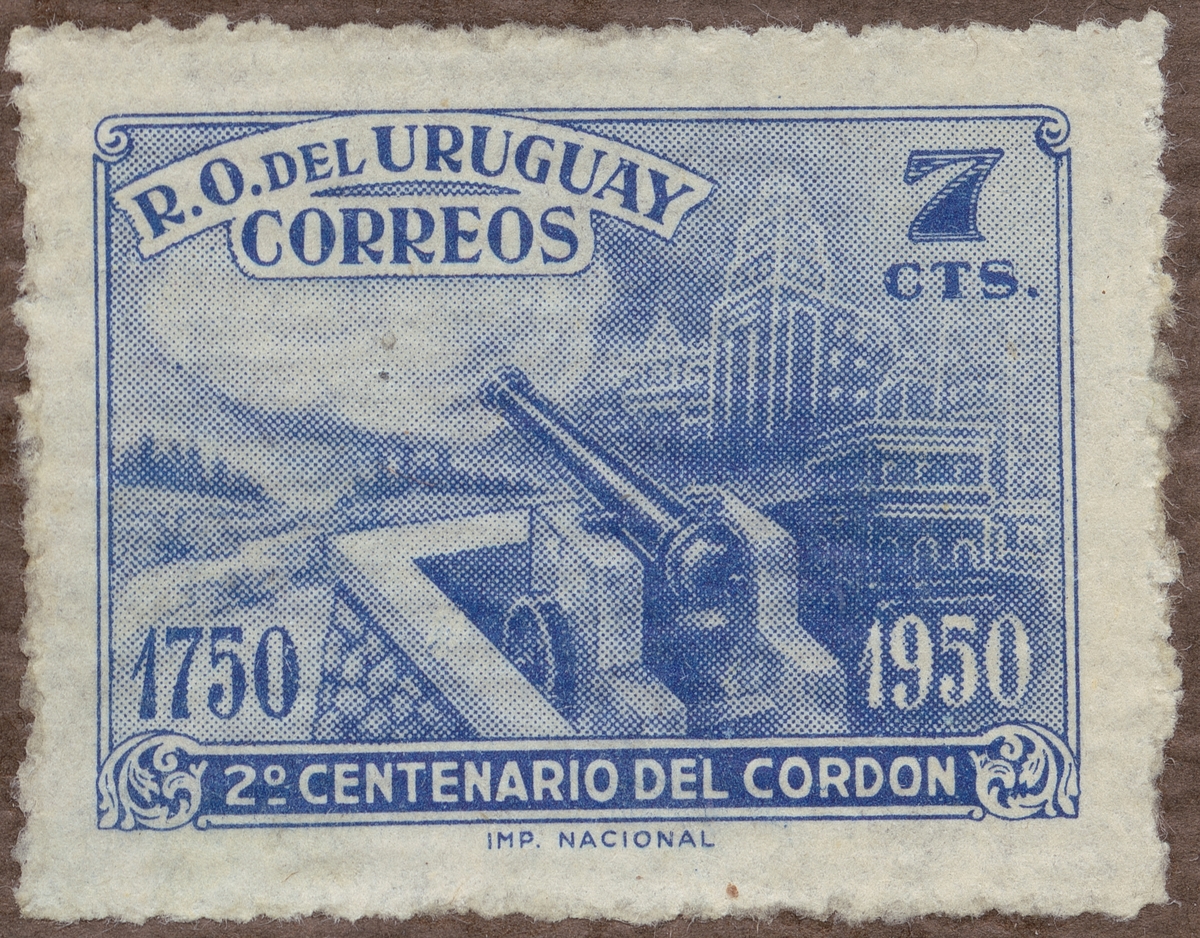 R.O. DEL URUGUAY
CORREOS
7
CTS.
1750
1950
2º CENTENARIO DEL CORDON
IMP. NACIONAL